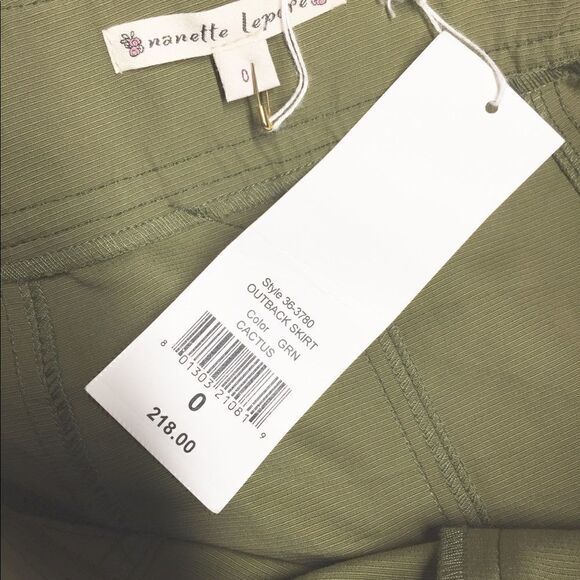 nanette lepore
0
Style 36-3780
OUTBACK SKIRT
Color GRN
CACTUS
8 01303 21081 9
0
218.00